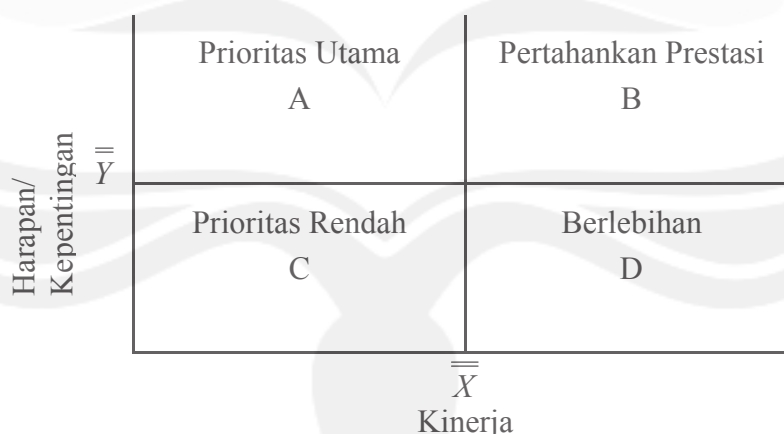 Prioritas Utama
A
Pertahankan Prestasi
B
Harapan/
Kepentingan
Y̿
Prioritas Rendah
C
Berlebihan
D
X̿
Kinerja